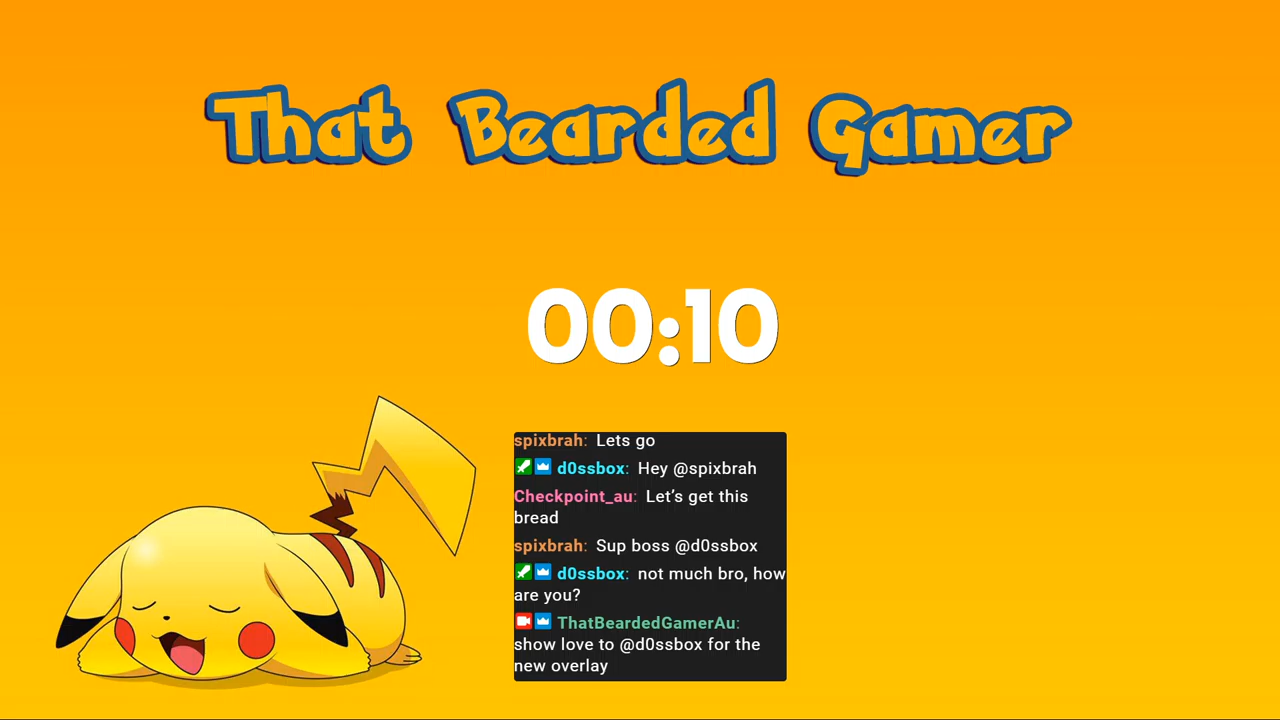 That Bearded Gamer
00:10
spixbrah: Lets go
d0ssbox: Hey @spixbrah
Checkpoint_au: Let’s get this
bread
spixbrah: Sup boss @d0ssbox
d0ssbox: not much bro, how
are you?
ThatBeardedGamerAu:
show love to @d0ssbox for the
new overlay